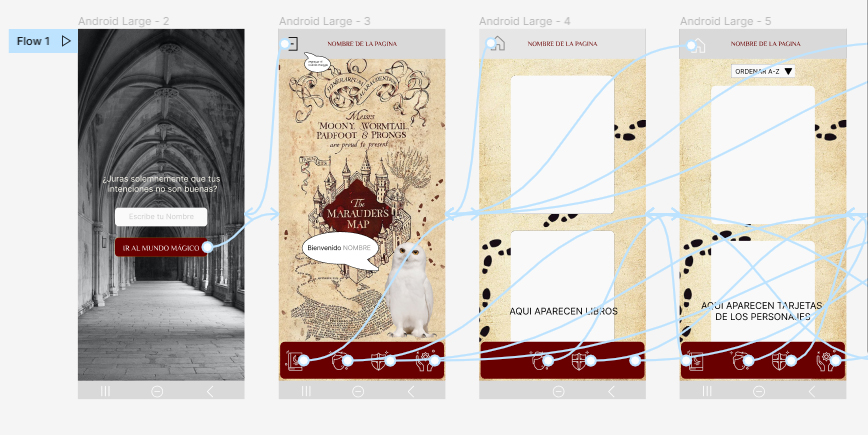 Android Large - 2
Android Large - 3
Android Large - 4
Android Large - 5
Flow 1
¿Juras solemnemente que tus
intenciones no son buenas?
Escribe tu Nombre
IR AL MUNDO MÁGICO
NOMBRE DE LA PAGINA
Messrs
MOONY, WORMTAIL
PADFOOT & PRONGS
are proud to present
The
MARAUDER'S
MAP
Bienvenido NOMBRE
NOMBRE DE LA PAGINA
AQUI APARECEN LIBROS
NOMBRE DE LA PAGINA
ORDENAR A-Z
AQUI APARECEN TARJETAS
DE LOS PERSONAJES